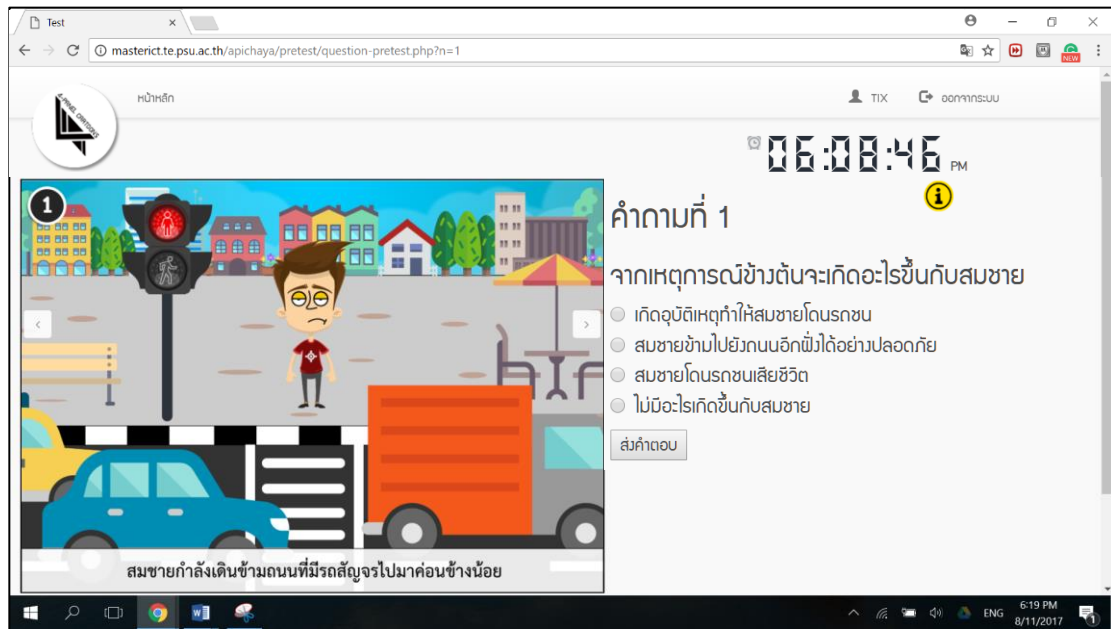 Test
masterict.te.psu.ac.th/apichaya/pretest/question-pretest.php?n=1
NEW
4-PANEL CARTOONS
หน้าหลัก
TIX
ออกจากระบบ
06:08:46 PM
1
คำถามที่ 1
จากเหตุการณ์ข้างต้นจะเกิดอะไรขึ้นกับสมชาย
เกิดอุบัติเหตุทำให้สมชายโดนรถชน
สมชายข้ามไปยังถนนอีกฝั่งได้อย่างปลอดภัย
สมชายโดนรถชนเสียชีวิต
ไม่มีอะไรเกิดขึ้นกับสมชาย
ส่งคำตอบ
สมชายกำลังเดินข้ามถนนที่มีรถสัญจรไปมาค่อนข้างน้อย
ENG
6:19 PM
8/11/2017
1